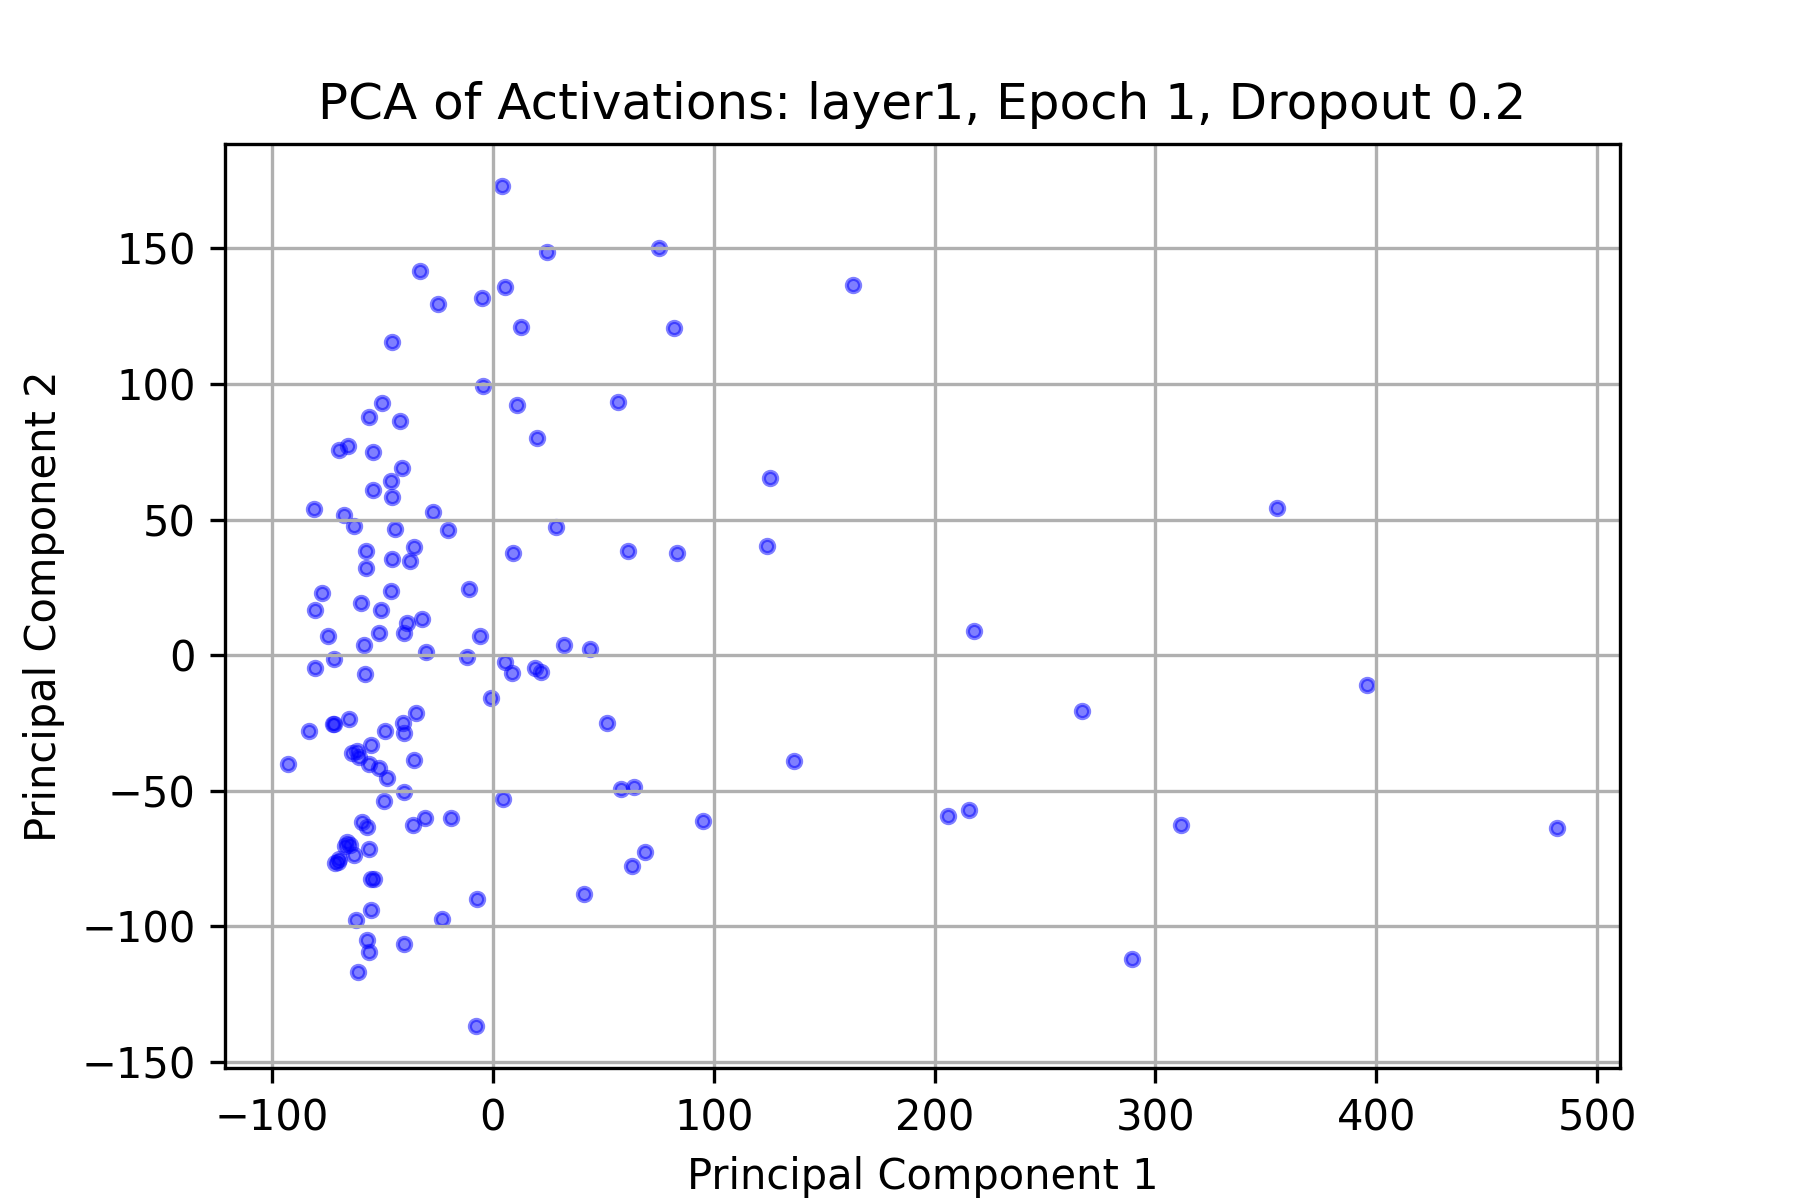 PCA of Activations: layer1, Epoch 1, Dropout 0.2
Principal Component 2
150
100
50
0
−50
−100
−150
−100 0 100 200 300 400 500
Principal Component 1